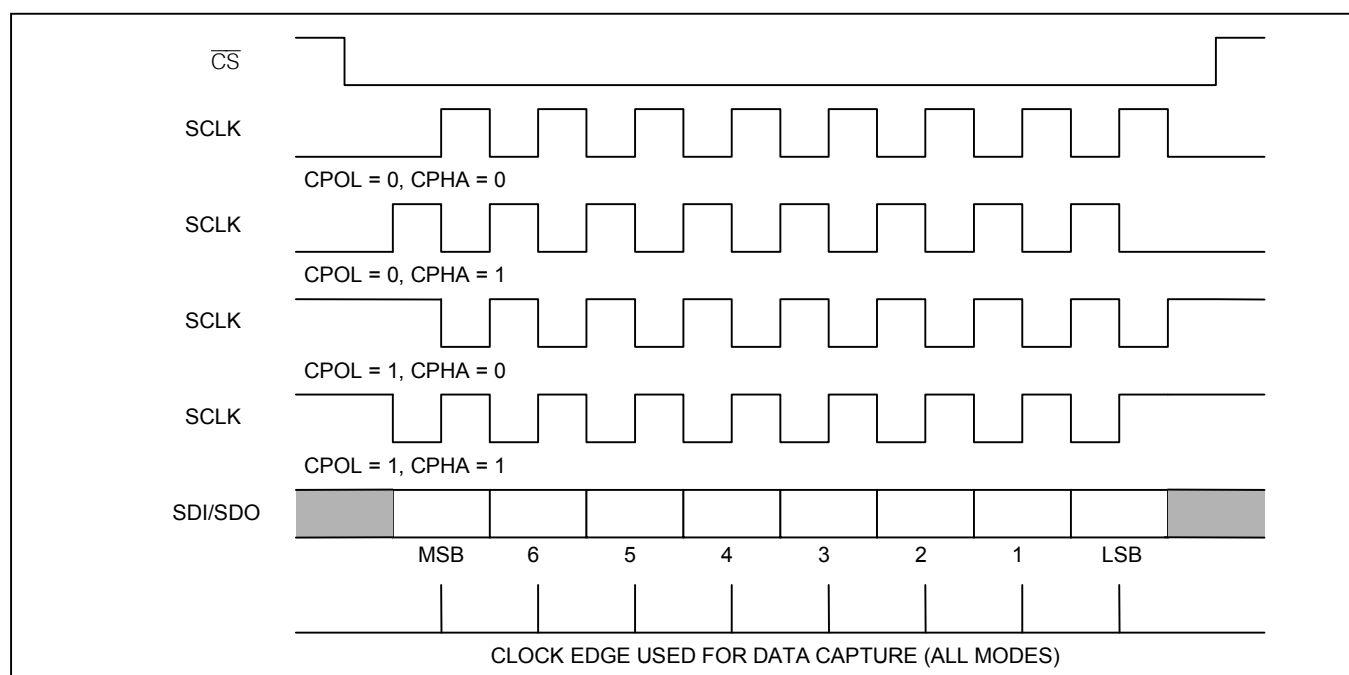 C̅S̅
SCLK
CPOL = 0, CPHA = 0
SCLK
CPOL = 0, CPHA = 1
SCLK
CPOL = 1, CPHA = 0
SCLK
CPOL = 1, CPHA = 1
SDI/SDO
MSB 6 5 4 3 2 1 LSB
CLOCK EDGE USED FOR DATA CAPTURE (ALL MODES)